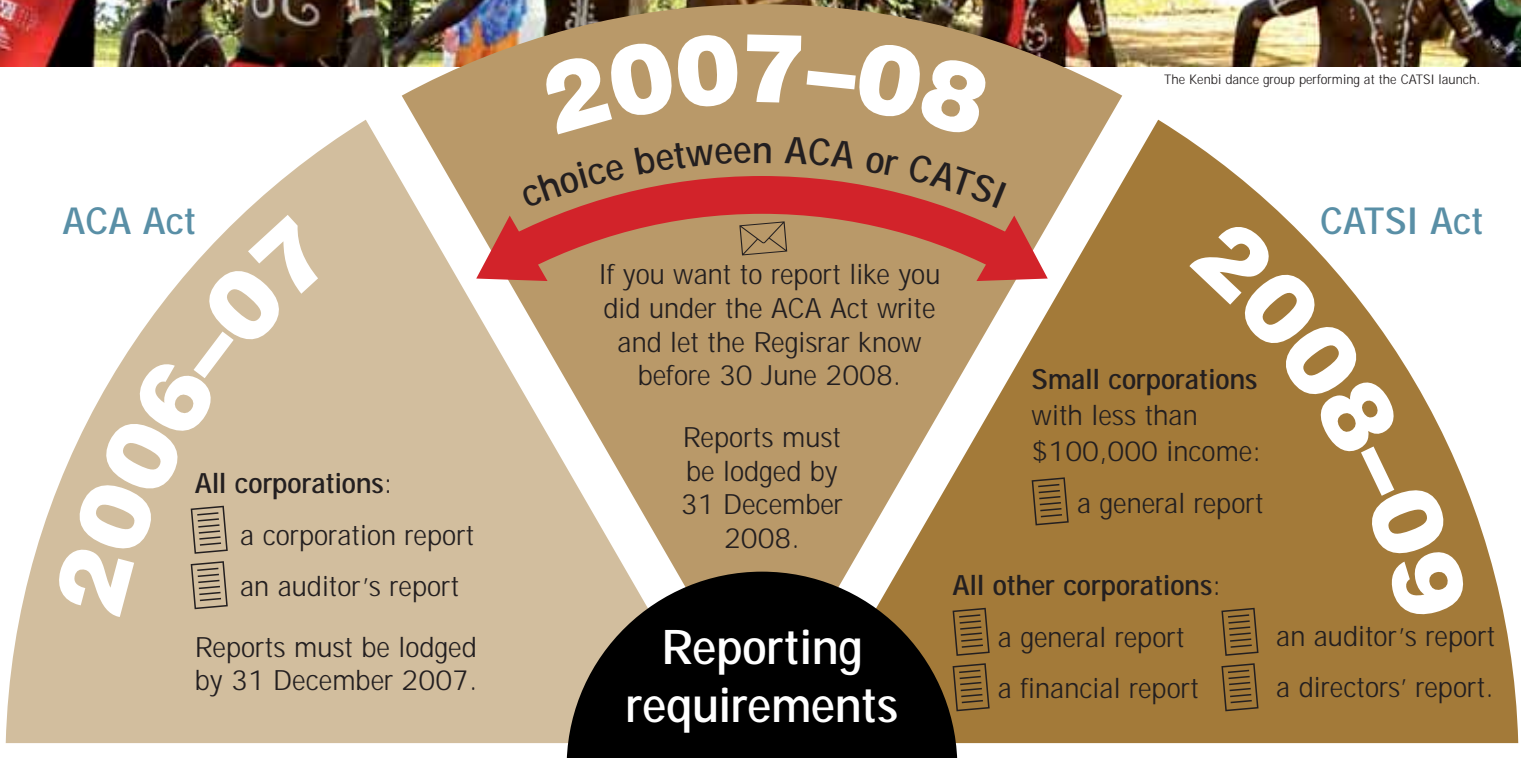 The Kenbi dance group performing at the CATSI launch.
ACA Act
2006–07
All corporations:
a corporation report
an auditor's report
Reports must be lodged
by 31 December 2007.
2007–08
choice between ACA or CATSI
If you want to report like you
did under the ACA Act write
and let the Regisrar know
before 30 June 2008.
Reports must
be lodged by
31 December
2008.
CATSI Act
2008–09
Small corporations
with less than
$100,000 income:
a general report
All other corporations:
a general report
a financial report
an auditor's report
a directors' report.
Reporting
requirements